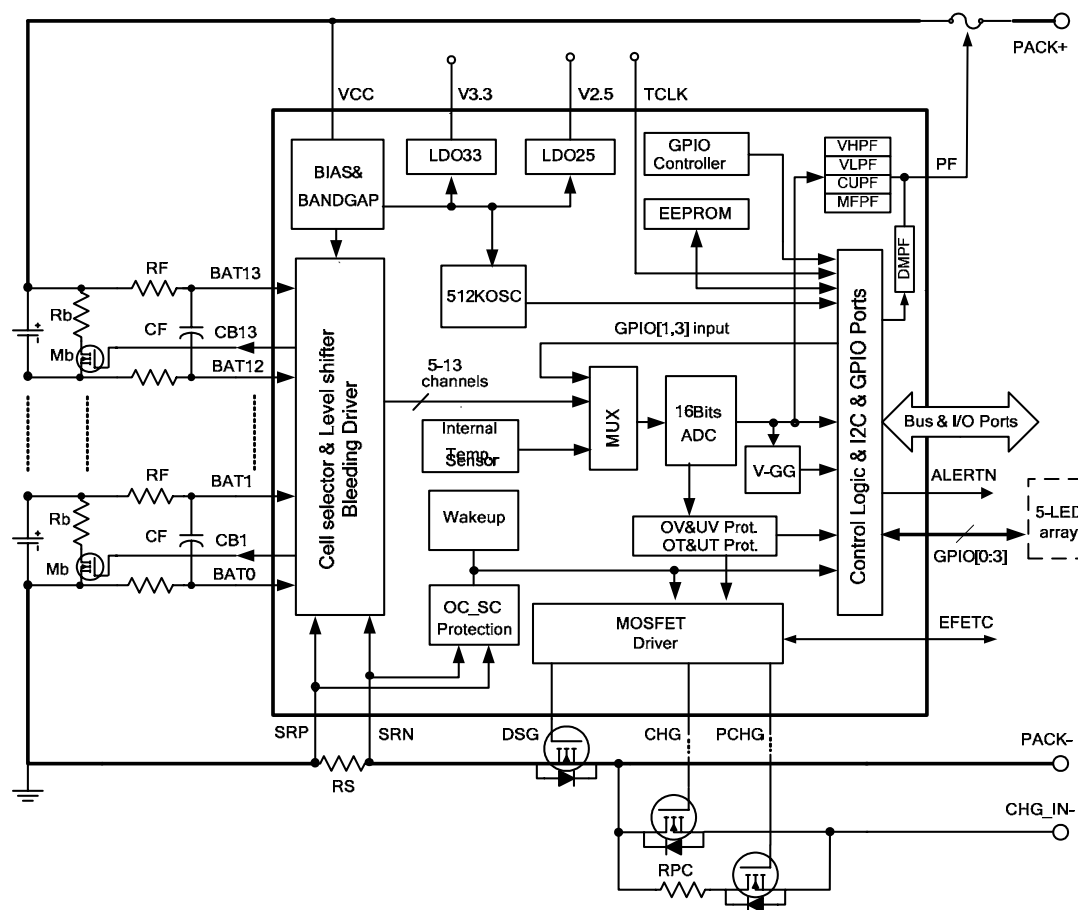 PACK+
VCC
V3.3
V2.5
TCLK
BIAS&
BANDGAP
LDO33
LDO25
GPIO
Controller
VHPF
VLPF
CUPF
MFPF
PF
EEPROM
DMPF
RF
BAT13
Rb
CF
CB13
Mb
BAT12
512KOSC
GPIO[1,3] input
5-13
channels
Cell selector & Level shifter
Bleeding Driver
MUX
16Bits
ADC
Internal
Temp.
Sensor
V-GG
Control Logic & I2C & GPIO Ports
Bus & I/O Ports
RF
BAT1
Rb
CF
CB1
Mb
BAT0
Wakeup
OV&UV Prot.
OT&UT Prot.
ALERTN
5-LED
array
GPIO[0:3]
OC_SC
Protection
MOSFET
Driver
EFETC
SRP
SRN
DSG
CHG
PCHG
PACK-
RS
CHG_IN-
RPC